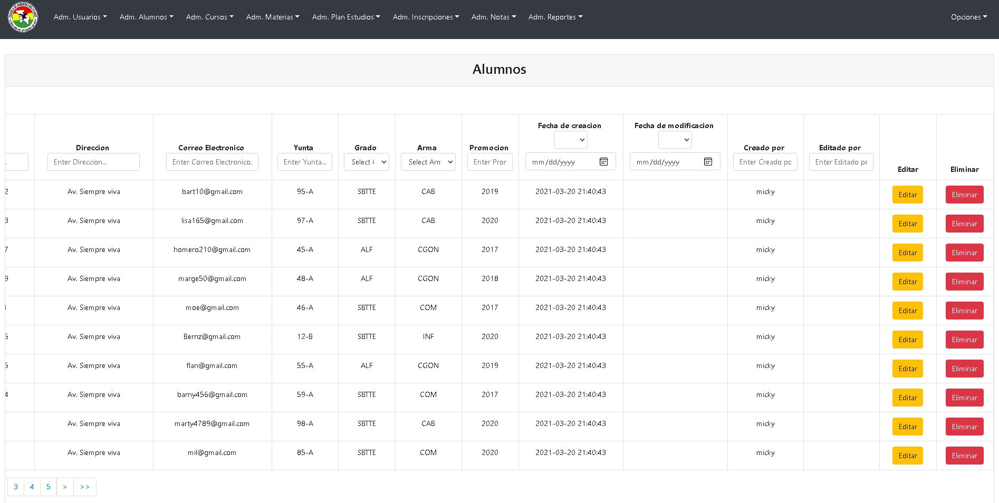 Adm. Usuarios Adm. Alumnos Adm. Cursos Adm. Materias Adm. Plan Estudios Adm. Inscripciones Adm. Notas Adm. Reportes Opciones
Alumnos
Direccion Correo Electronico Yunta Grado Arma Promocion Fecha de creacion Fecha de modificacion Creado por Editado por Editar Eliminar
. Enter Direccion... Enter Correo Electronico. Enter Yunta... Select ( Select Arm Enter Pror mm/dd/yyyy mm/dd/yyyy Enter Creado po Enter Editado po
2 Av. Siempre viva bart10@gmail.com 95-A SBTTE CAB 2019 2021-03-20 21:40:43 micky Editar Eliminar
3 Av. Siempre viva lisa165@gmail.com 97-A SBTTE CAB 2020 2021-03-20 21:40:43 micky Editar Eliminar
7 Av. Siempre viva homero210@gmail.com 45-A ALF CGON 2017 2021-03-20 21:40:43 micky Editar Eliminar
9 Av. Siempre viva marge50@gmail.com 48-A ALF CGON 2018 2021-03-20 21:40:43 micky Editar Eliminar
Av. Siempre viva moe@gmail.com 46-A SBTTE COM 2017 2021-03-20 21:40:43 micky Editar Eliminar
5 Av. Siempre viva Bernz@gmail.com 12-B SBTTE INF 2020 2021-03-20 21:40:43 micky Editar Eliminar
5 Av. Siempre viva flan@gmail.com 55-A ALF CGON 2019 2021-03-20 21:40:43 micky Editar Eliminar
4 Av. Siempre viva barny456@gmail.com 59-A SBTTE COM 2017 2021-03-20 21:40:43 micky Editar Eliminar
Av. Siempre viva marty4789@gmail.com 98-A SBTTE CAB 2020 2021-03-20 21:40:43 micky Editar Eliminar
Av. Siempre viva mil@gmail.com 85-A SBTTE COM 2020 2021-03-20 21:40:43 micky Editar Eliminar
3 4 5 > >>